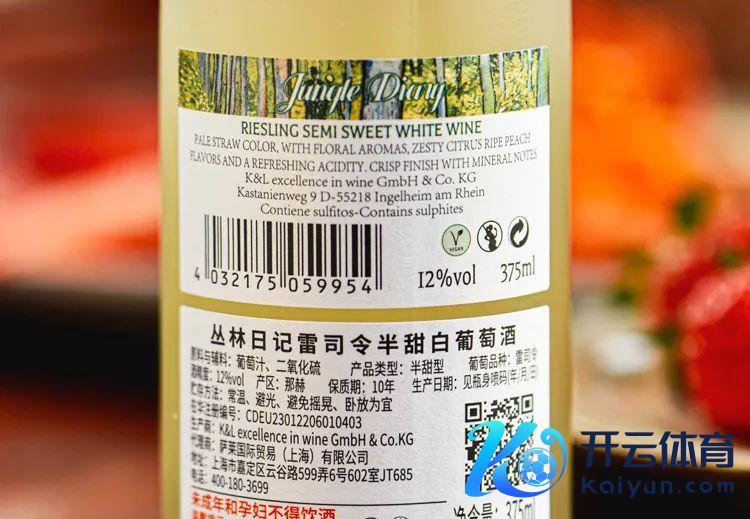 Jungle Diary
RIESLING SEMI SWEET WHITE WINE
PALE STRAW COLOR, WITH FLORAL AROMAS, ZESTY CITRUS RIPE PEACH
FLAVORS AND A REFRESHING ACIDITY. CRISP FINISH WITH MINERAL NOTES
K&L excellence in wine GmbH & Co. KG
Kastanienweg 9 D-55218 Ingelheim am Rhein
Contiene sulfitos-Contains sulphites
VEGAN
4 032175 059954
12%vol 375ml
丛林日记雷司令半甜白葡萄酒
原料与辅料：葡萄汁、二氧化硫 产品类型：半甜型 葡萄品种：雷司令
酒精度：12%vol 产区：那赫 保质期：10年 生产日期：见瓶身喷码(年/月/日)
贮存方法：常温、避光、避免摇晃、卧放为宜
在华注册编号：CDEU23012206010403
生产商：K&L excellence in wine GmbH & Co.KG
代理商：萨莱国际贸易（上海）有限公司
地址：上海市嘉定区云谷路599弄6号602室JT685
电话：400-180-3699
未成年和孕妇不得饮酒
375ml
开云体育
kaiyun.com